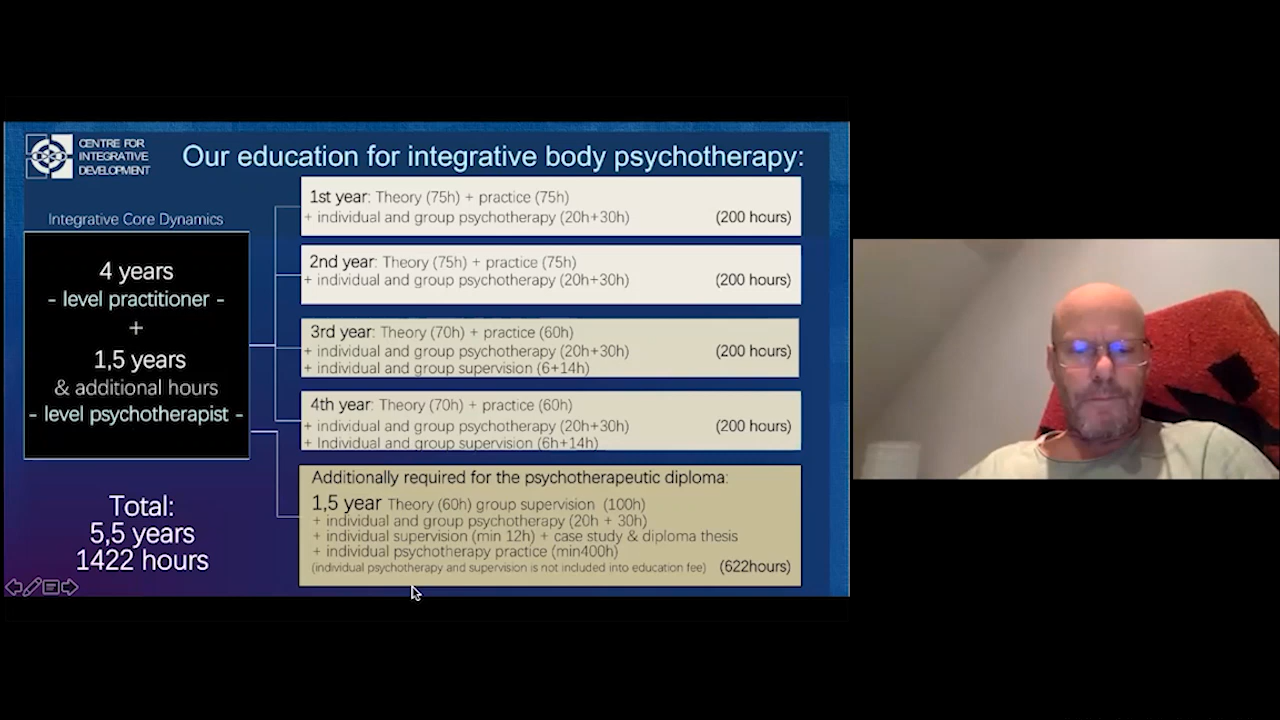 CENTRE FOR
INTEGRATIVE
DEVELOPMENT
Our education for integrative body psychotherapy:
Integrative Core Dynamics
4 years
- level practitioner -
+
1,5 years
& additional hours
- level psychotherapist -
Total:
5,5 years
1422 hours
1st year: Theory (75h) + practice (75h)
+ individual and group psychotherapy (20h+30h) (200 hours)
2nd year: Theory (75h) + practice (75h)
+ individual and group psychotherapy (20h+30h) (200 hours)
3rd year: Theory (70h) + practice (60h)
+ individual and group psychotherapy (20h+30h) (200 hours)
+ individual and group supervision (6+14h)
4th year: Theory (70h) + practice (60h)
+ individual and group psychotherapy (20h+30h) (200 hours)
+ Individual and group supervision (6h+14h)
Additionally required for the psychotherapeutic diploma:
1,5 year Theory (60h) group supervision (100h)
+ individual and group psychotherapy (20h + 30h)
+ individual supervision (min 12h) + case study & diploma thesis
+ individual psychotherapy practice (min400h)
(individual psychotherapy and supervision is not included into education fee) (622hours)